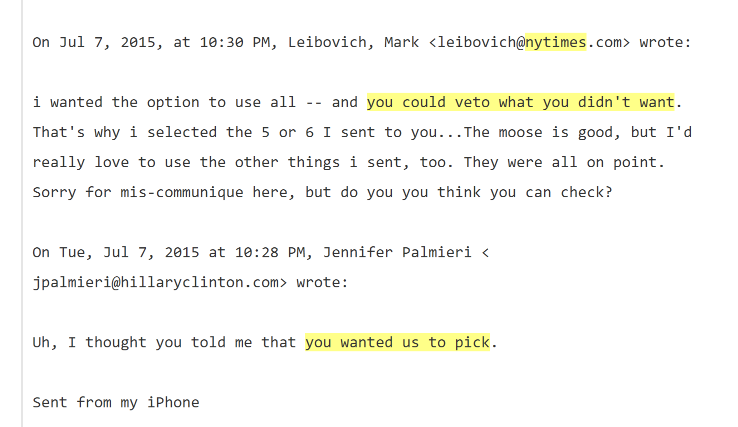 On Jul 7, 2015, at 10:30 PM, Leibovich, Mark <leibovich@nytimes.com> wrote:
i wanted the option to use all -- and you could veto what you didn't want.
That's why i selected the 5 or 6 I sent to you...The moose is good, but I'd
really love to use the other things i sent, too. They were all on point.
Sorry for mis-communique here, but do you you think you can check?
On Tue, Jul 7, 2015 at 10:28 PM, Jennifer Palmieri <
jpalmieri@hillaryclinton.com> wrote:
Uh, I thought you told me that you wanted us to pick.
Sent from my iPhone